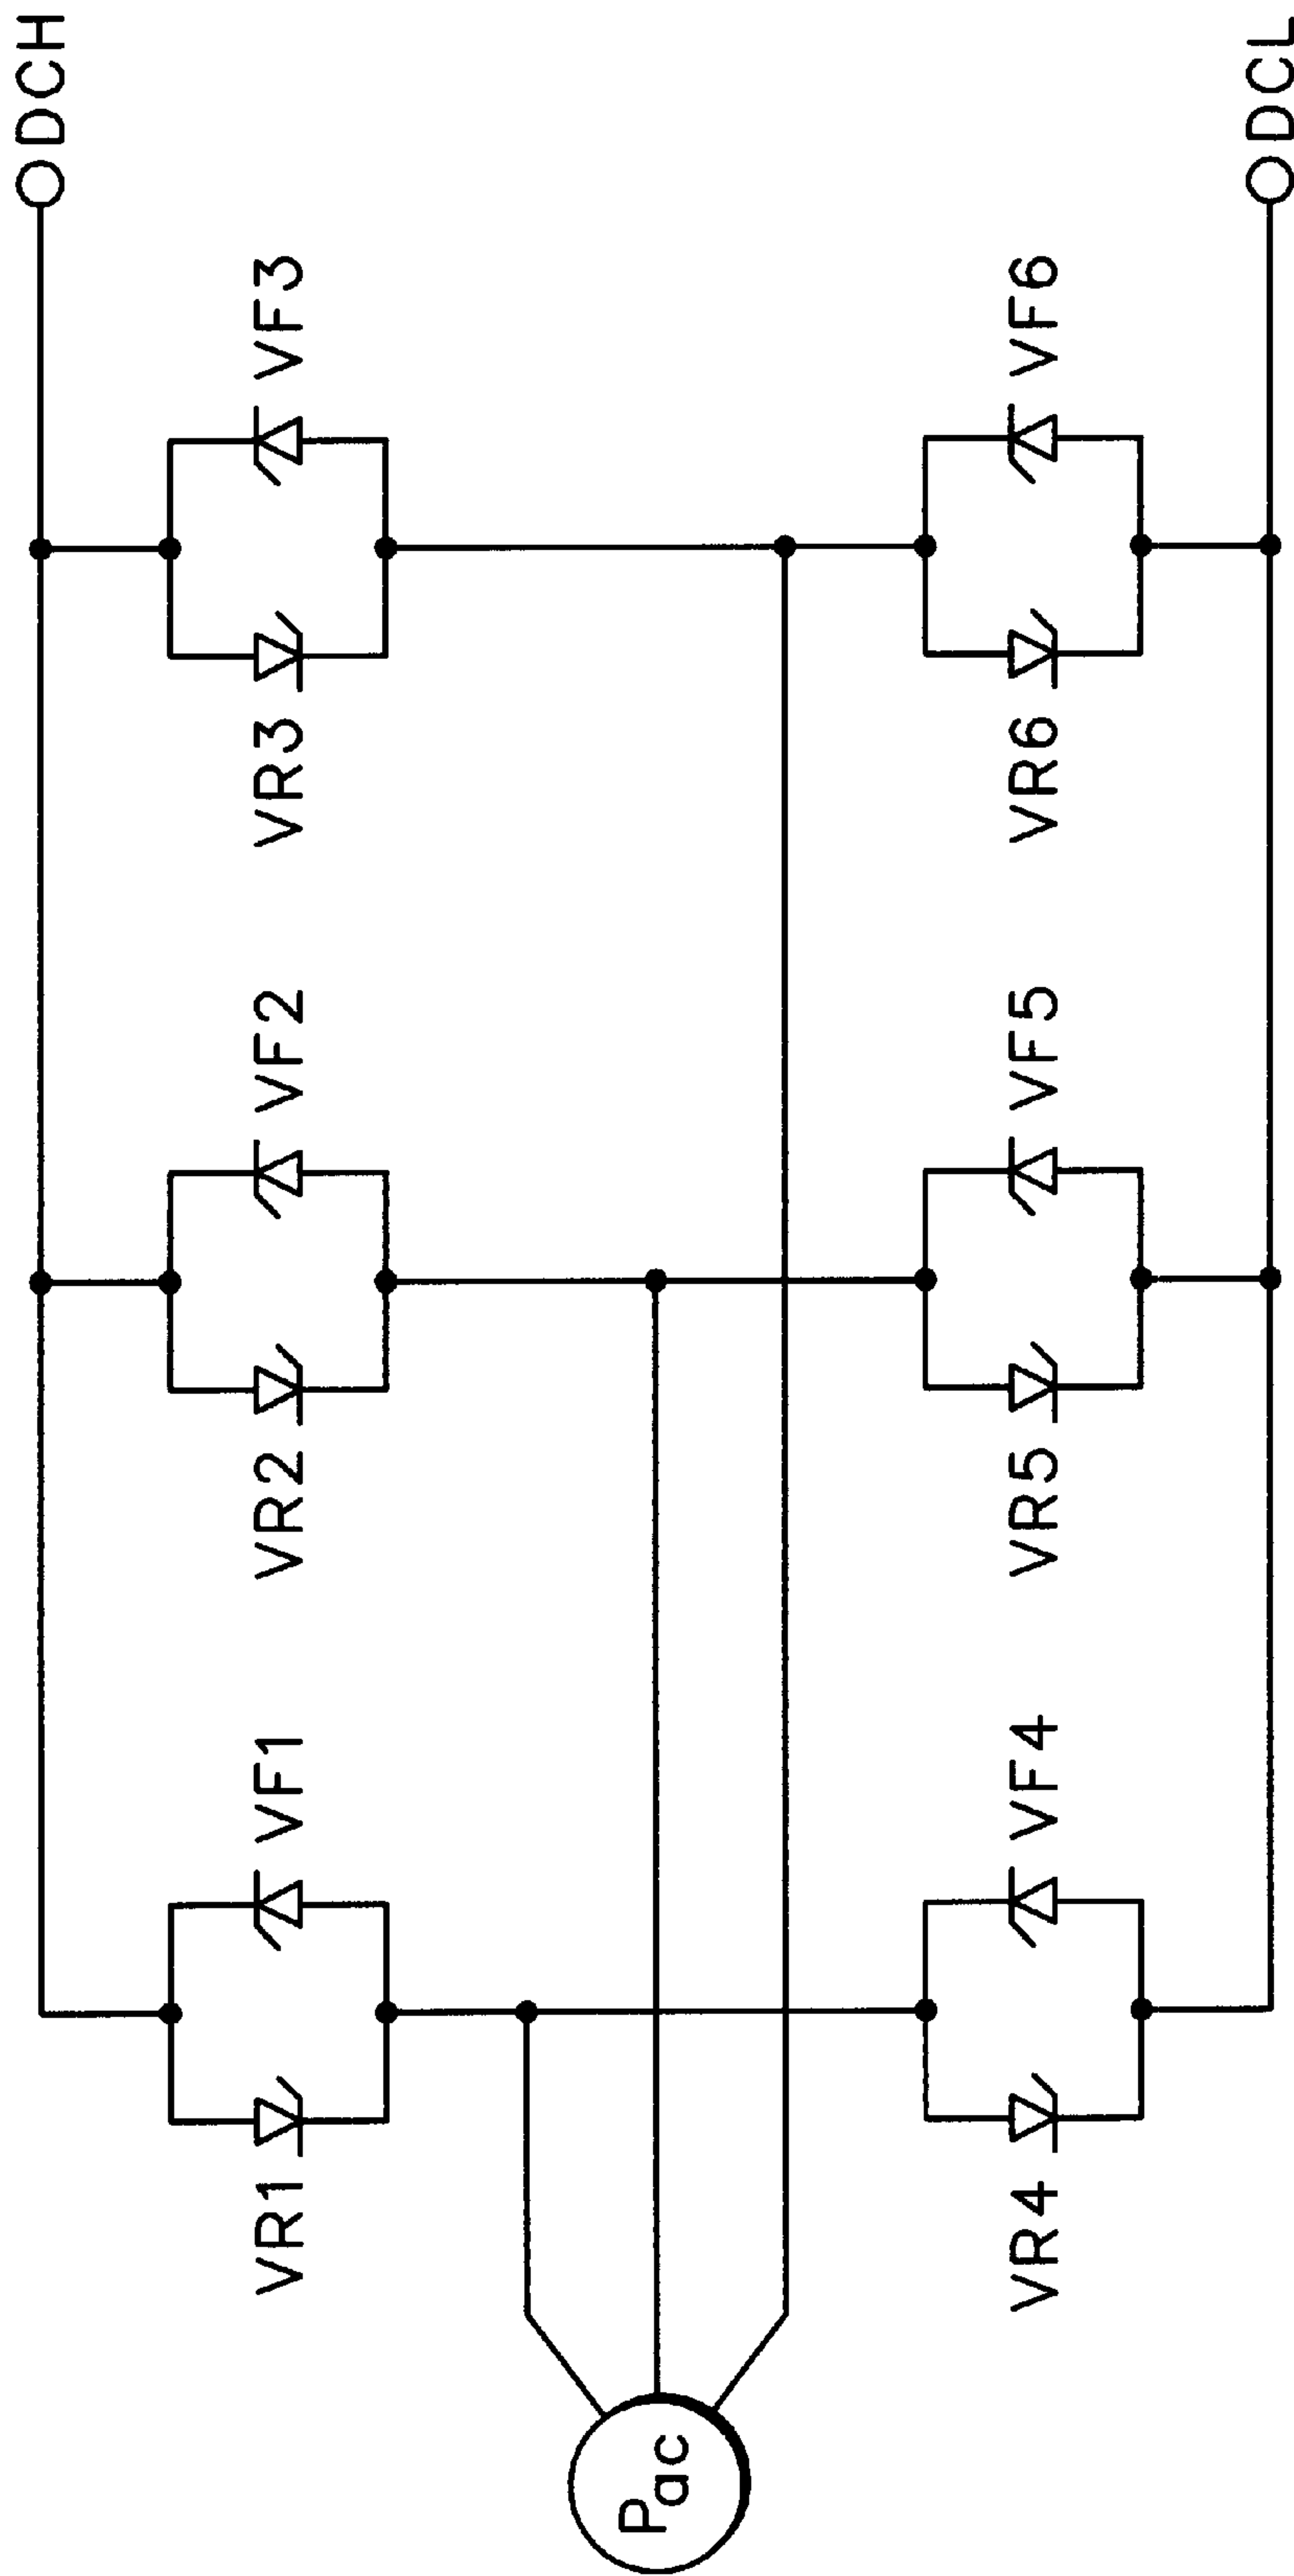 DCH
VR1
VF1
VR2
VF2
VR3
VF3
Pac
VR4
VF4
VR5
VF5
VR6
VF6
DCL